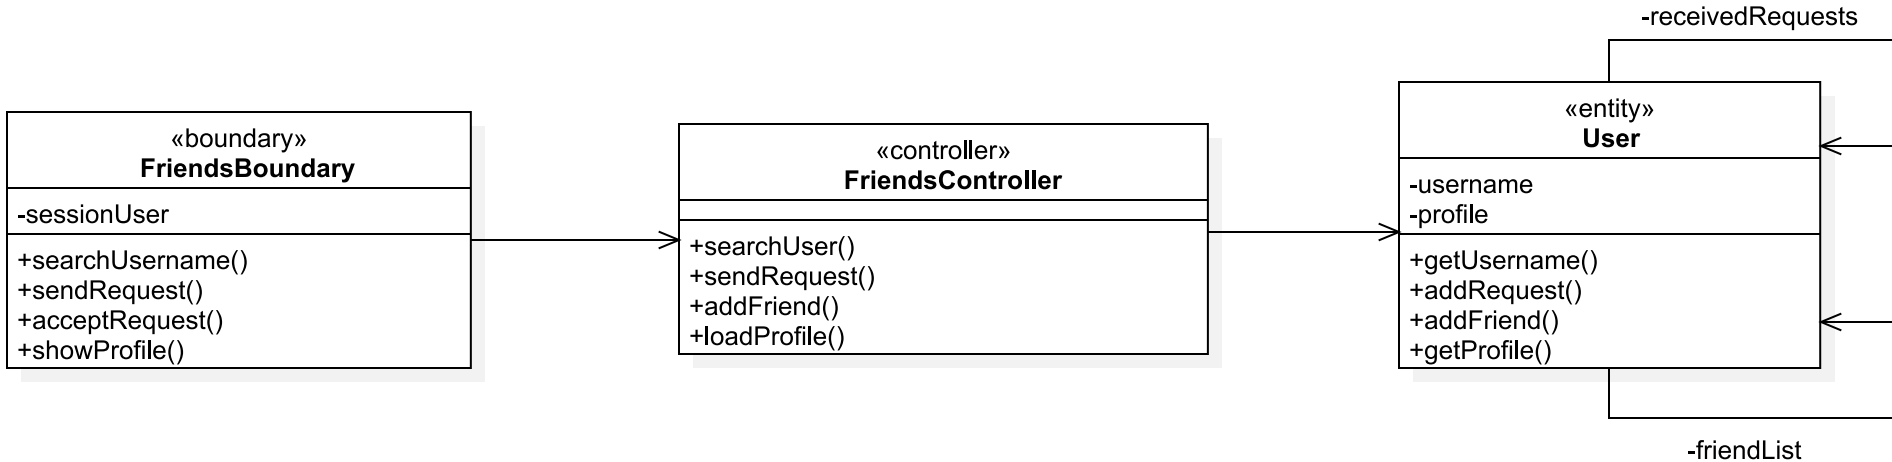 -receivedRequests
«boundary»
FriendsBoundary
-sessionUser
+searchUsername()
+sendRequest()
+acceptRequest()
+showProfile()
«controller»
FriendsController
+searchUser()
+sendRequest()
+addFriend()
+loadProfile()
«entity»
User
-username
-profile
+getUsername()
+addRequest()
+addFriend()
+getProfile()
-friendList